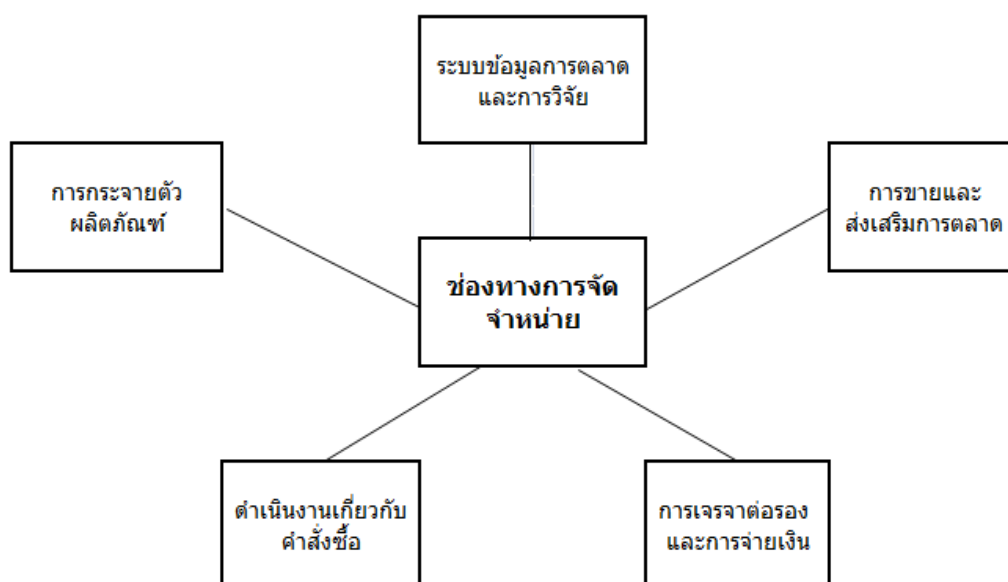 ระบบข้อมูลการตลาด
และการวิจัย
การกระจายตัว
ผลิตภัณฑ์
การขายและ
ส่งเสริมการตลาด
ช่องทางการจัด
จำหน่าย
ดำเนินงานเกี่ยวกับ
คำสั่งซื้อ
การเจรจาต่อรอง
และการจ่ายเงิน